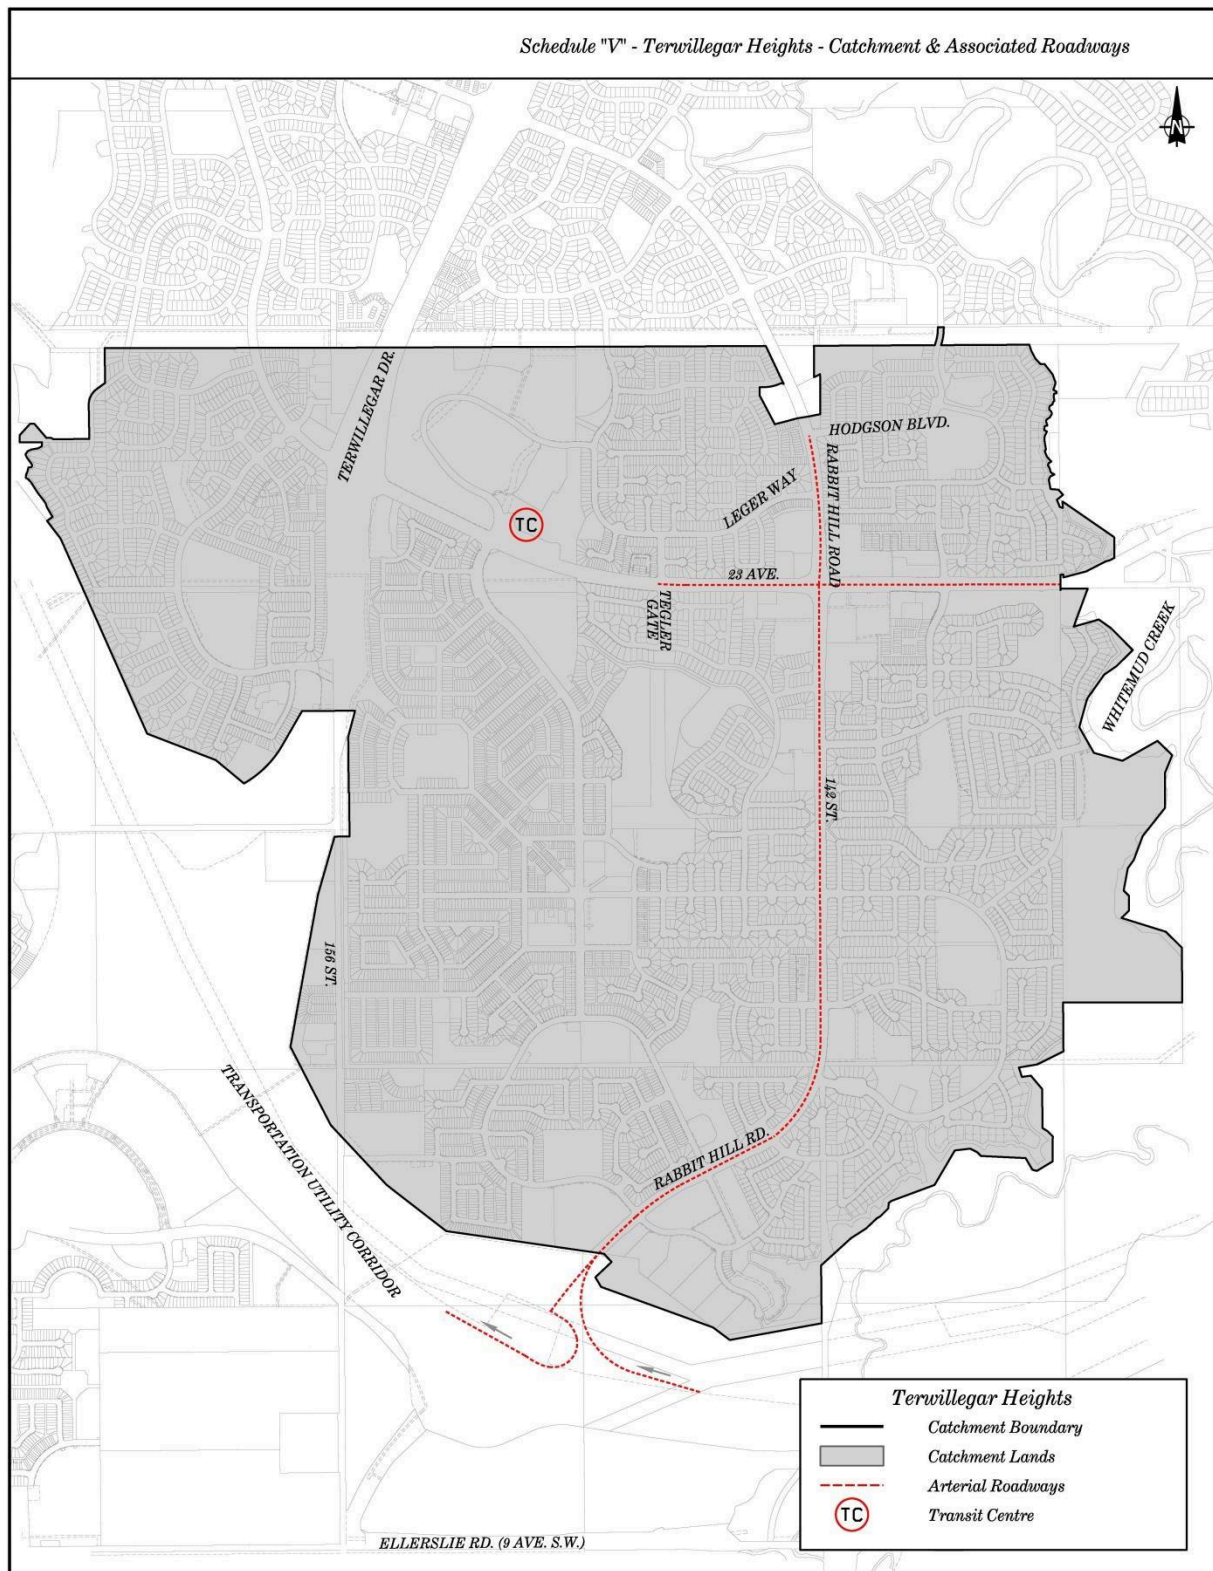 Schedule "V" - Terwillegar Heights - Catchment & Associated Roadways
N
TERWILLEGAR DR.
HODGSON BLVD.
RABBIT HILL ROAD
LEGER WAY
TC
23 AVE.
TEGLER
GATE
WHITEMUD CREEK
142 ST.
156 ST.
TRANSPORTATION UTILITY CORRIDOR
RABBIT HILL RD.
Terwillegar Heights
Catchment Boundary
Catchment Lands
Arterial Roadways
TC
Transit Centre
ELLERSLIE RD. (9 AVE. S.W.)